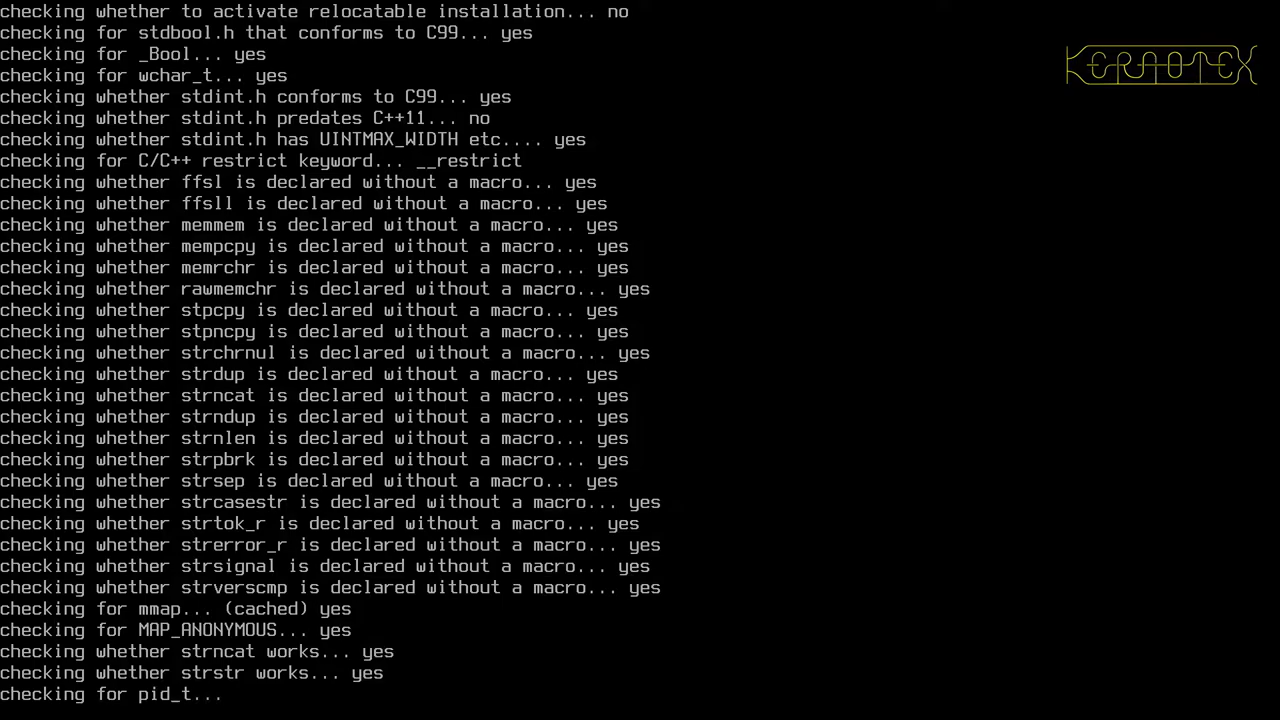 checking whether to activate relocatable installation... no
checking for stdbool.h that conforms to C99... yes
checking for _Bool... yes
checking for wchar_t... yes
checking whether stdint.h conforms to C99... yes
checking whether stdint.h predates C++11... no
checking whether stdint.h has UINTMAX_WIDTH etc.... yes
checking for C/C++ restrict keyword... __restrict
checking whether ffsl is declared without a macro... yes
checking whether ffsll is declared without a macro... yes
checking whether memmem is declared without a macro... yes
checking whether mempcpy is declared without a macro... yes
checking whether memrchr is declared without a macro... yes
checking whether rawmemchr is declared without a macro... yes
checking whether stpcpy is declared without a macro... yes
checking whether stpncpy is declared without a macro... yes
checking whether strchrnul is declared without a macro... yes
checking whether strdup is declared without a macro... yes
checking whether strncat is declared without a macro... yes
checking whether strndup is declared without a macro... yes
checking whether strnlen is declared without a macro... yes
checking whether strpbrk is declared without a macro... yes
checking whether strsep is declared without a macro... yes
checking whether strcasestr is declared without a macro... yes
checking whether strtok_r is declared without a macro... yes
checking whether strerror_r is declared without a macro... yes
checking whether strsignal is declared without a macro... yes
checking whether strverscmp is declared without a macro... yes
checking for mmap... (cached) yes
checking for MAP_ANONYMOUS... yes
checking whether strncat works... yes
checking whether strstr works... yes
checking for pid_t...
KERNOTEX